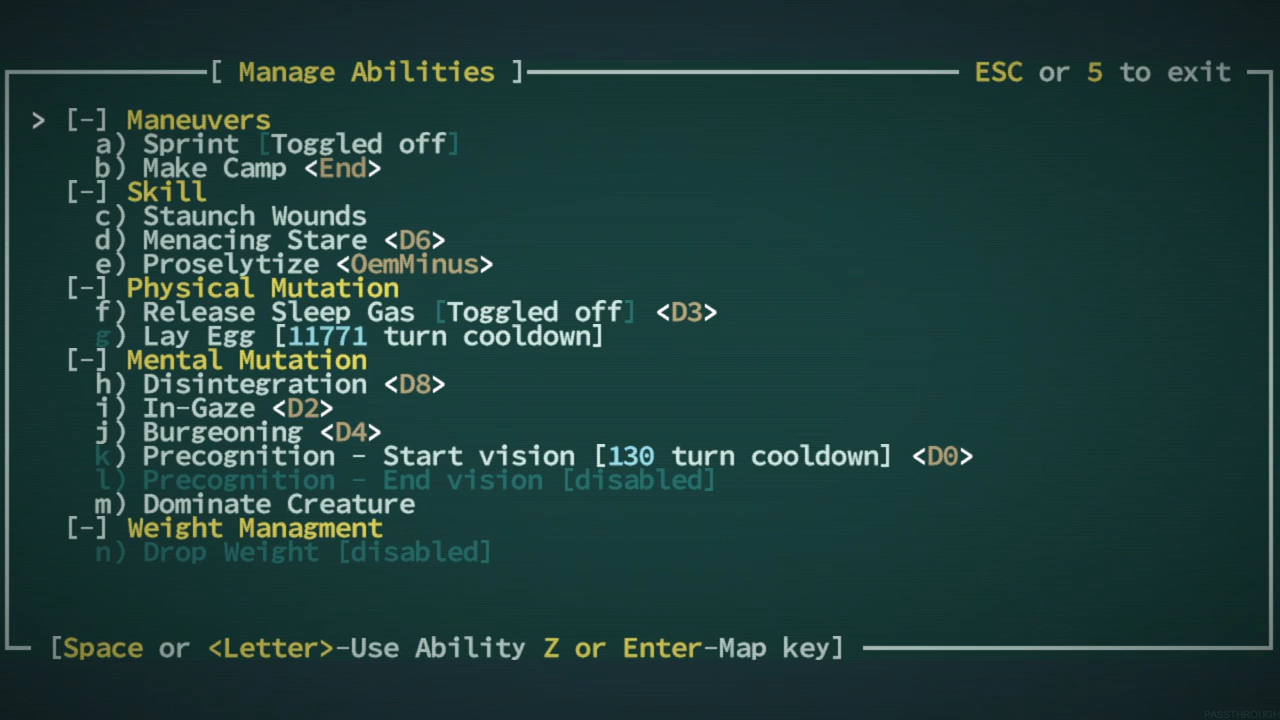 [ Manage Abilities ] ESC or 5 to exit
> [-] Maneuvers
a) Sprint [Toggled off]
b) Make Camp <End>
[-] Skill
c) Staunch Wounds
d) Menacing Stare <D6>
e) Proselytize <OemMinus>
[-] Physical Mutation
f) Release Sleep Gas [Toggled off] <D3>
g) Lay Egg [11771 turn cooldown]
[-] Mental Mutation
h) Disintegration <D8>
i) In-Gaze <D2>
j) Burgeoning <D4>
k) Precognition - Start vision [130 turn cooldown] <D0>
l) Precognition - End vision [disabled]
m) Dominate Creature
[-] Weight Managment
n) Drop Weight [disabled]
[Space or <Letter>-Use Ability Z or Enter-Map key]